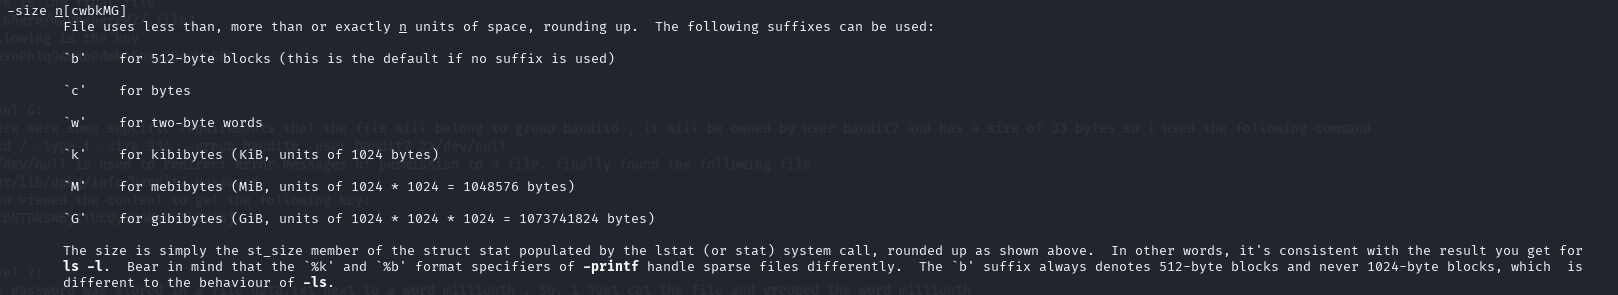 -size n[cwbkMG]
File uses less than, more than or exactly n units of space, rounding up.  The following suffixes can be used:
`b'    for 512-byte blocks (this is the default if no suffix is used)
`c'    for bytes
`w'    for two-byte words
`k'    for kibibytes (KiB, units of 1024 bytes)
`M'    for mebibytes (MiB, units of 1024 * 1024 = 1048576 bytes)
`G'    for gibibytes (GiB, units of 1024 * 1024 * 1024 = 1073741824 bytes)
The size is simply the st_size member of the struct stat populated by the lstat (or stat) system call, rounded up as shown above.  In other words, it's consistent with the result you get for
ls -l.  Bear in mind that the `%k' and `%b' format specifiers of -printf handle sparse files differently.  The `b' suffix always denotes 512-byte blocks and never 1024-byte blocks, which  is
different to the behaviour of -ls.